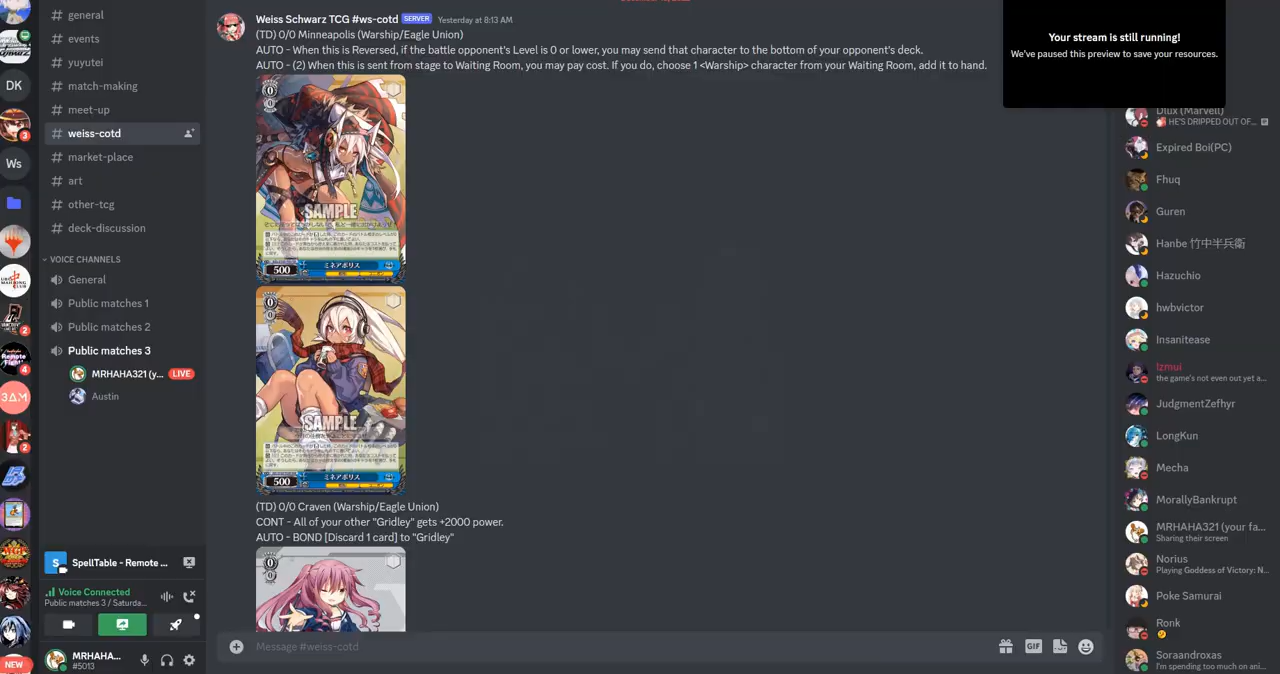 general
events
yuyutei
match-making
meet-up
weiss-cotd
market-place
art
other-tcg
deck-discussion
VOICE CHANNELS
General
Public matches 1
Public matches 2
Public matches 3
MRHAHA321 (y... LIVE
Austin
SpellTable - Remote ...
Voice Connected
Public matches 3 / Saturda...
MRHAHA...
#5013
DK
3
Ws
2
4
3AM
2
NEW
Weiss Schwarz TCG #ws-cotd SERVER Yesterday at 8:13 AM
(TD) 0/0 Minneapolis (Warship/Eagle Union)
AUTO - When this is Reversed, if the battle opponent's Level is 0 or lower, you may send that character to the bottom of your opponent's deck.
AUTO - (2) When this is sent from stage to Waiting Room, you may pay cost. If you do, choose 1 <Warship> character from your Waiting Room, add it to hand.
SAMPLE
500 ミネアポリス
SAMPLE
500 ミネアポリス
(TD) 0/0 Craven (Warship/Eagle Union)
CONT - All of your other "Gridley" gets +2000 power.
AUTO - BOND [Discard 1 card] to "Gridley"
Message #weiss-cotd
GIF
Your stream is still running!
We've paused this preview to save your resources.
Dlux (Marvell)
HE'S DRIPPED OUT OF...
Expired Boi(PC)
Fhuq
Guren
Hanbe 竹中半兵衛
Hazuchio
hwbvictor
Insanitease
Izmui
the game's not even out yet a...
JudgmentZefhyr
LongKun
Mecha
MorallyBankrupt
MRHAHA321 (your fa...
Sharing their screen
Norius
Playing Goddess of Victory: N...
Poke Samurai
Ronk
Soraandroxas
I'm spending too much on ani...